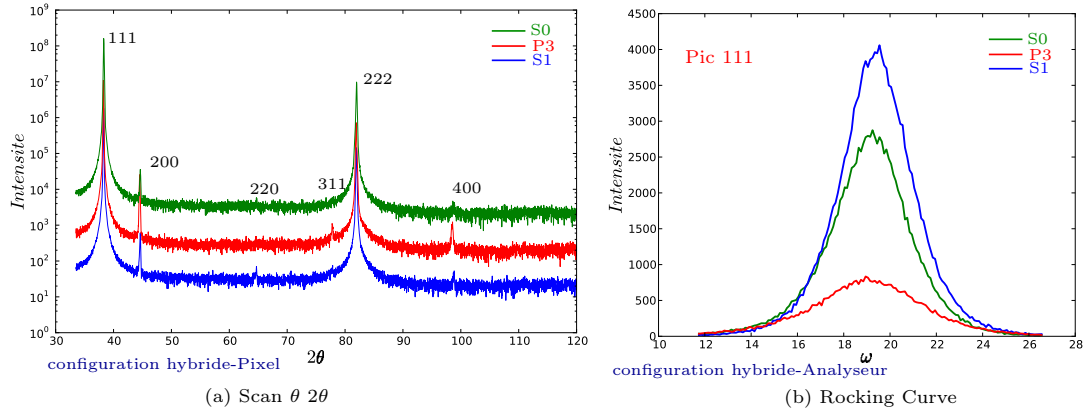 10⁹
10⁸
10⁷
10⁶
10⁵
10⁴
10³
10²
10¹
10⁰
Intensite
111
200
220
311
222
400
S0
P3
S1
30 40 50 60 70 80 90 100 110 120
2θ
configuration hybride-Pixel
(a) Scan θ 2θ
4500
4000
3500
3000
2500
2000
1500
1000
500
0
Intensite
Pic 111
S0
P3
S1
10 12 14 16 18 20 22 24 26 28
ω
configuration hybride-Analyseur
(b) Rocking Curve